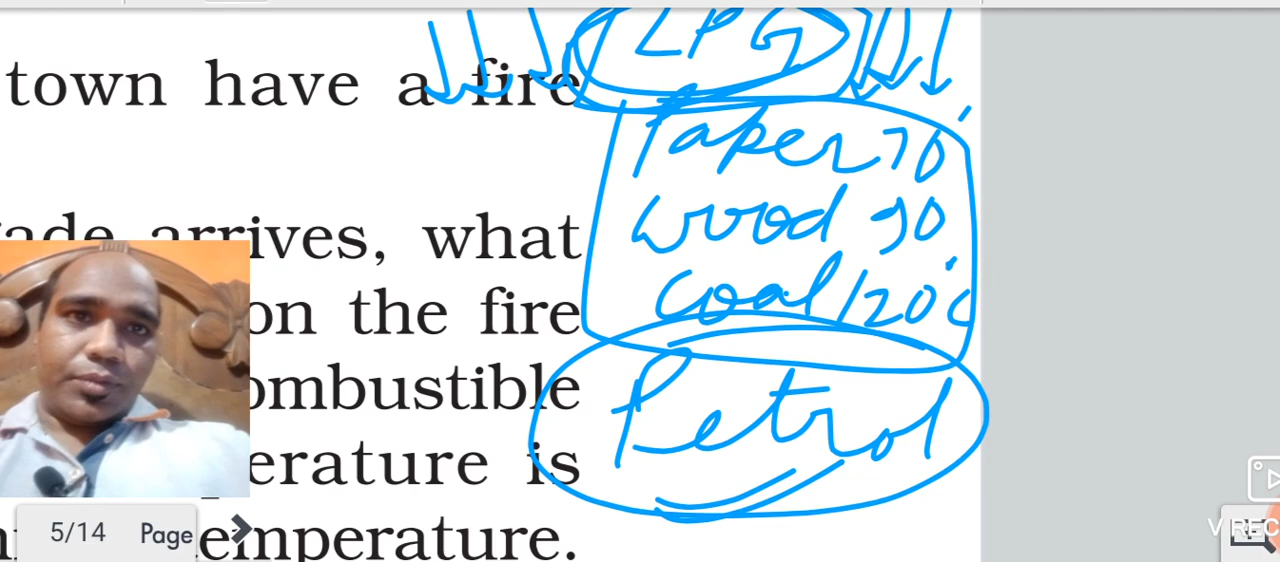 LPG
town have a fire
Paper 70°
arrives, what
wood 90°
on the fire
coal 120°c
ombustible
Petrol
erature is
5/14 Page
emperature.
V REC